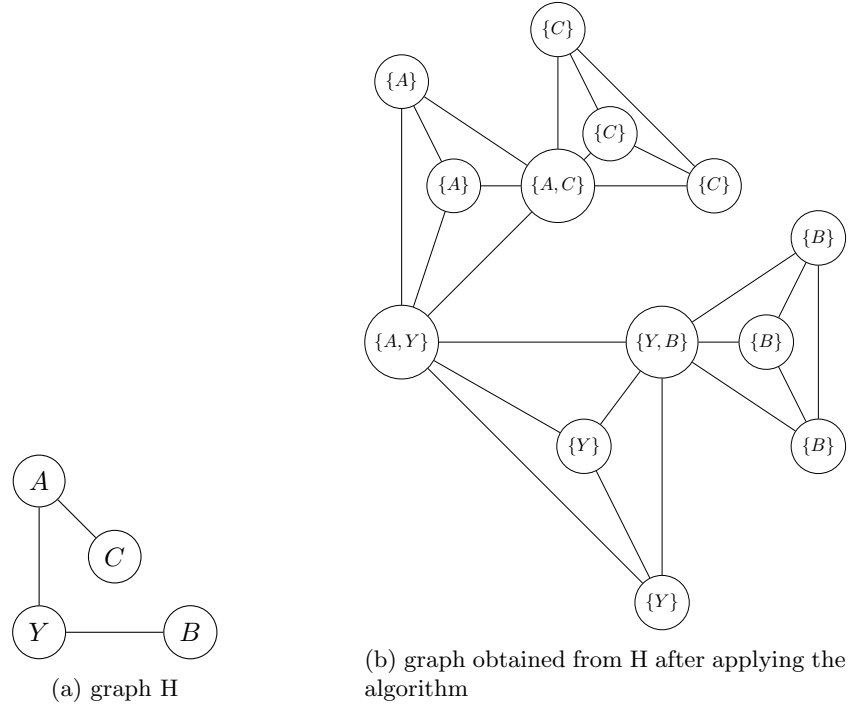 {C}
{A}
{C}
{A}
{A, C}
{C}
{B}
{A, Y}
{Y, B}
{B}
{Y}
{B}
A
C
{Y}
Y
B
(a) graph H
(b) graph obtained from H after applying the
algorithm